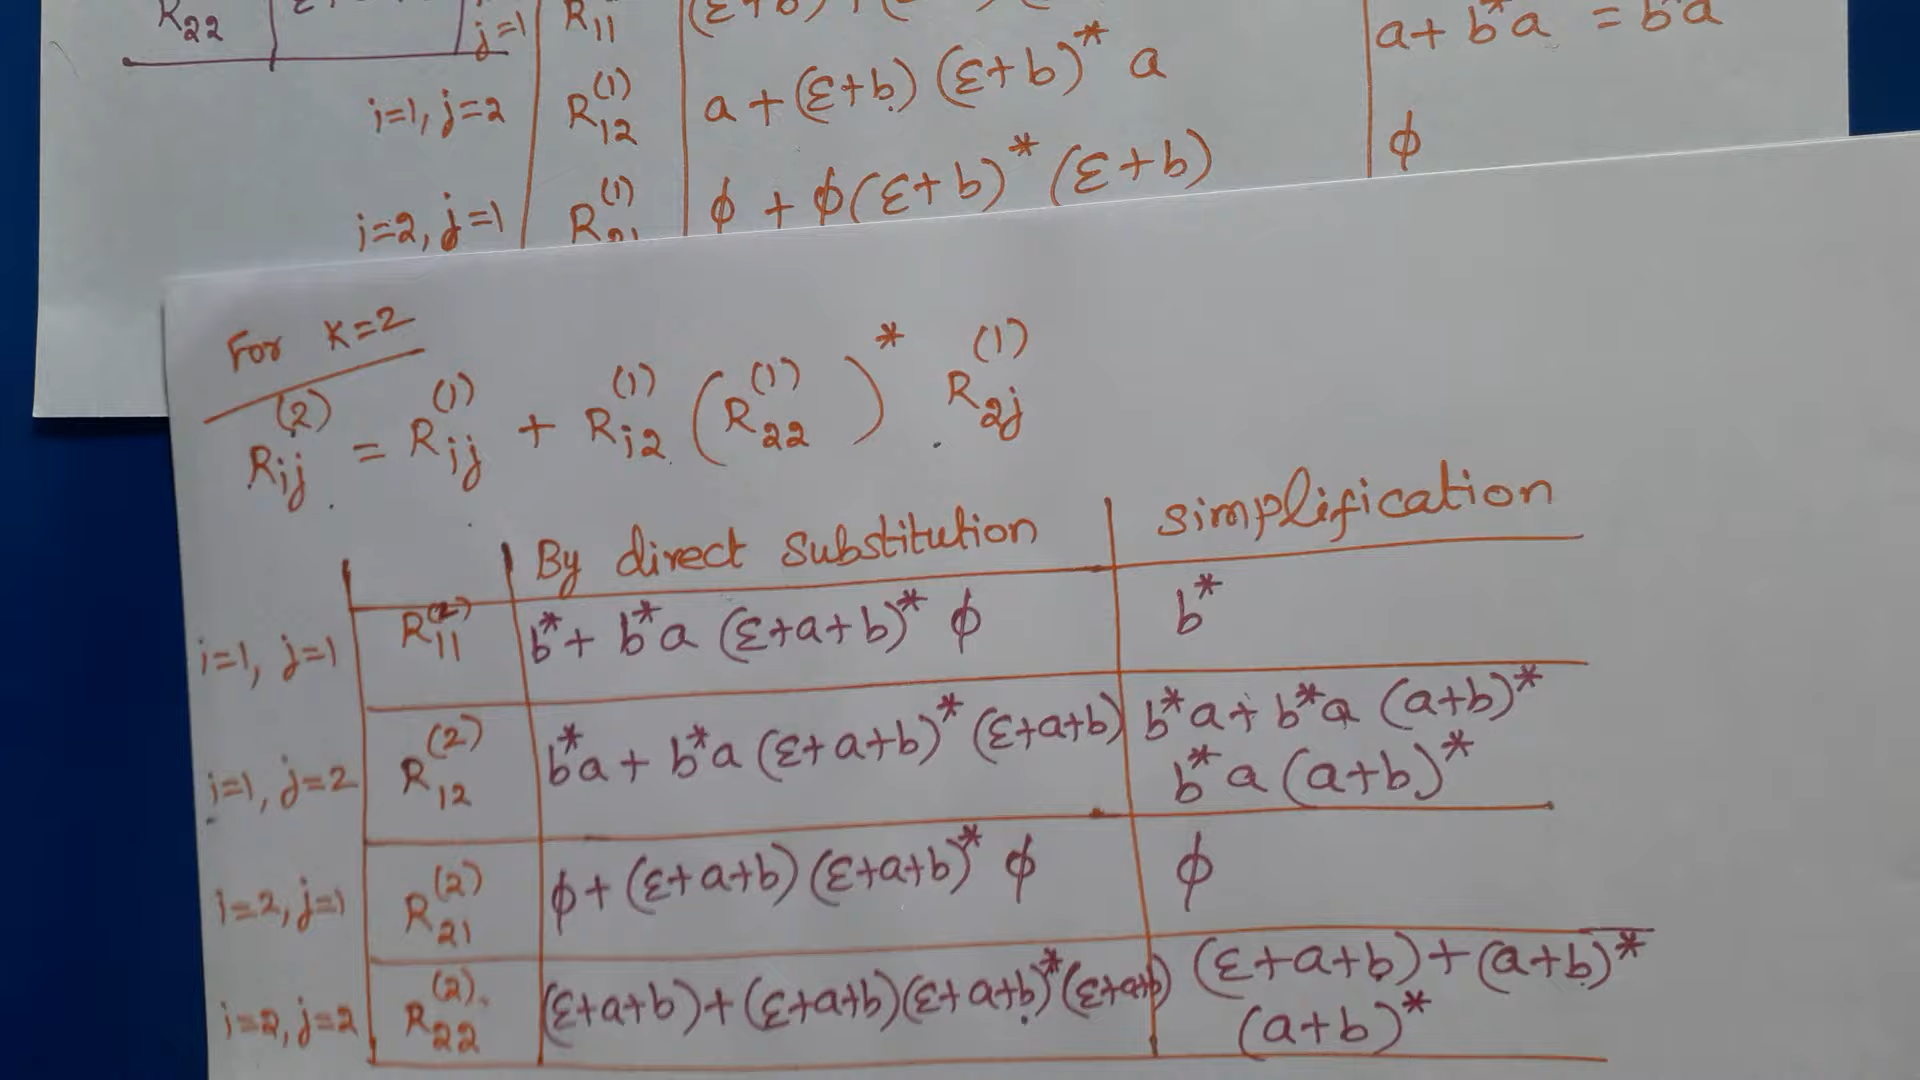 R22
j=1 R11
a + b*a = b*a
i=1, j=2 R12^(1) a + (ε+b) (ε+b)* a
i=2, j=1 R21^(1) φ + φ(ε+b)* (ε+b) φ
For K=2
Rij^(2) = Rij^(1) + Ri2^(1) (R22^(1))* R2j^(1)
By direct substitution simplification
i=1, j=1 R11^(2) b* + b*a (ε+a+b)* φ b*
i=1, j=2 R12^(2) b*a + b*a (ε+a+b)* (ε+a+b) b*a + b*a (a+b)*
b*a (a+b)*
i=2, j=1 R21^(2) φ + (ε+a+b) (ε+a+b)* φ φ
i=2, j=2 R22^(2) (ε+a+b) + (ε+a+b)(ε+a+b)*(ε+a+b) (ε+a+b) + (a+b)*
(a+b)*